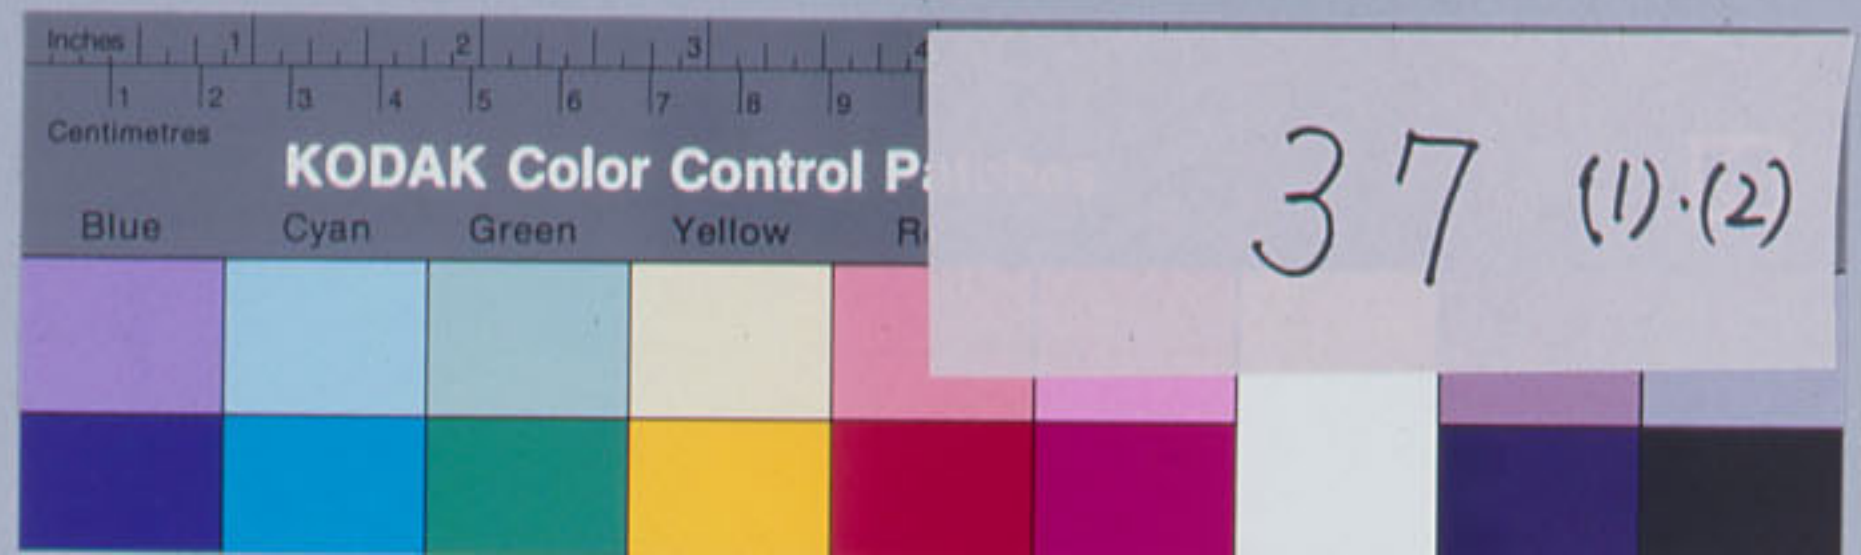 Inches 1 2 3 4
1 2 3 4 5 6 7 8 9
Centimetres
KODAK Color Control Patches
Blue Cyan Green Yellow
37 (1)·(2)